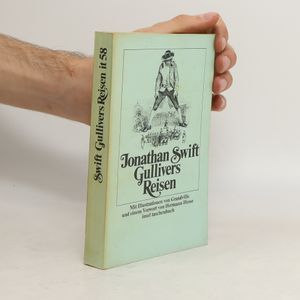 Swift Gullivers Reisen it 58
Jonathan Swift
Gullivers
Reisen
Mit Illustrationen von Grandville
und einem Vorwort von Hermann Hesse
insel taschenbuch